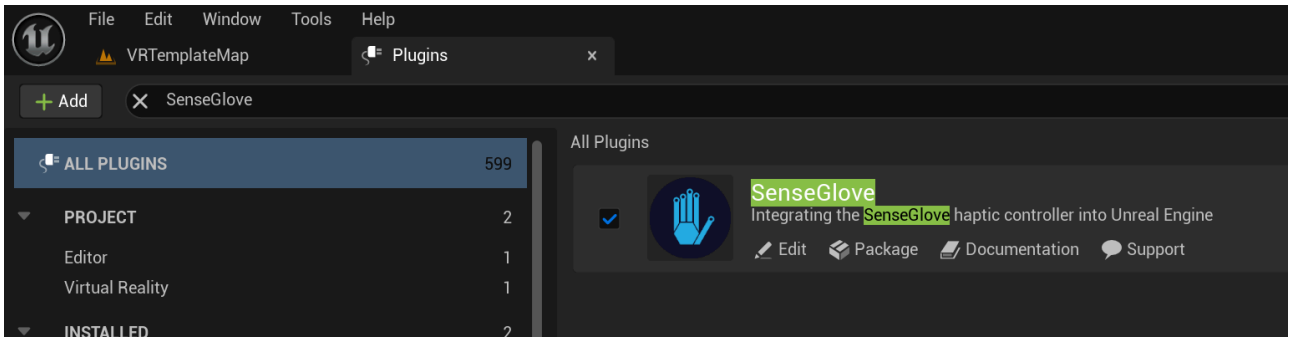 File Edit Window Tools Help
VRTemplateMap Plugins
Add SenseGlove
ALL PLUGINS 599
PROJECT 2
Editor 1
Virtual Reality 1
INSTALLED 2
All Plugins
SenseGlove
Integrating the SenseGlove haptic controller into Unreal Engine
Edit Package Documentation Support